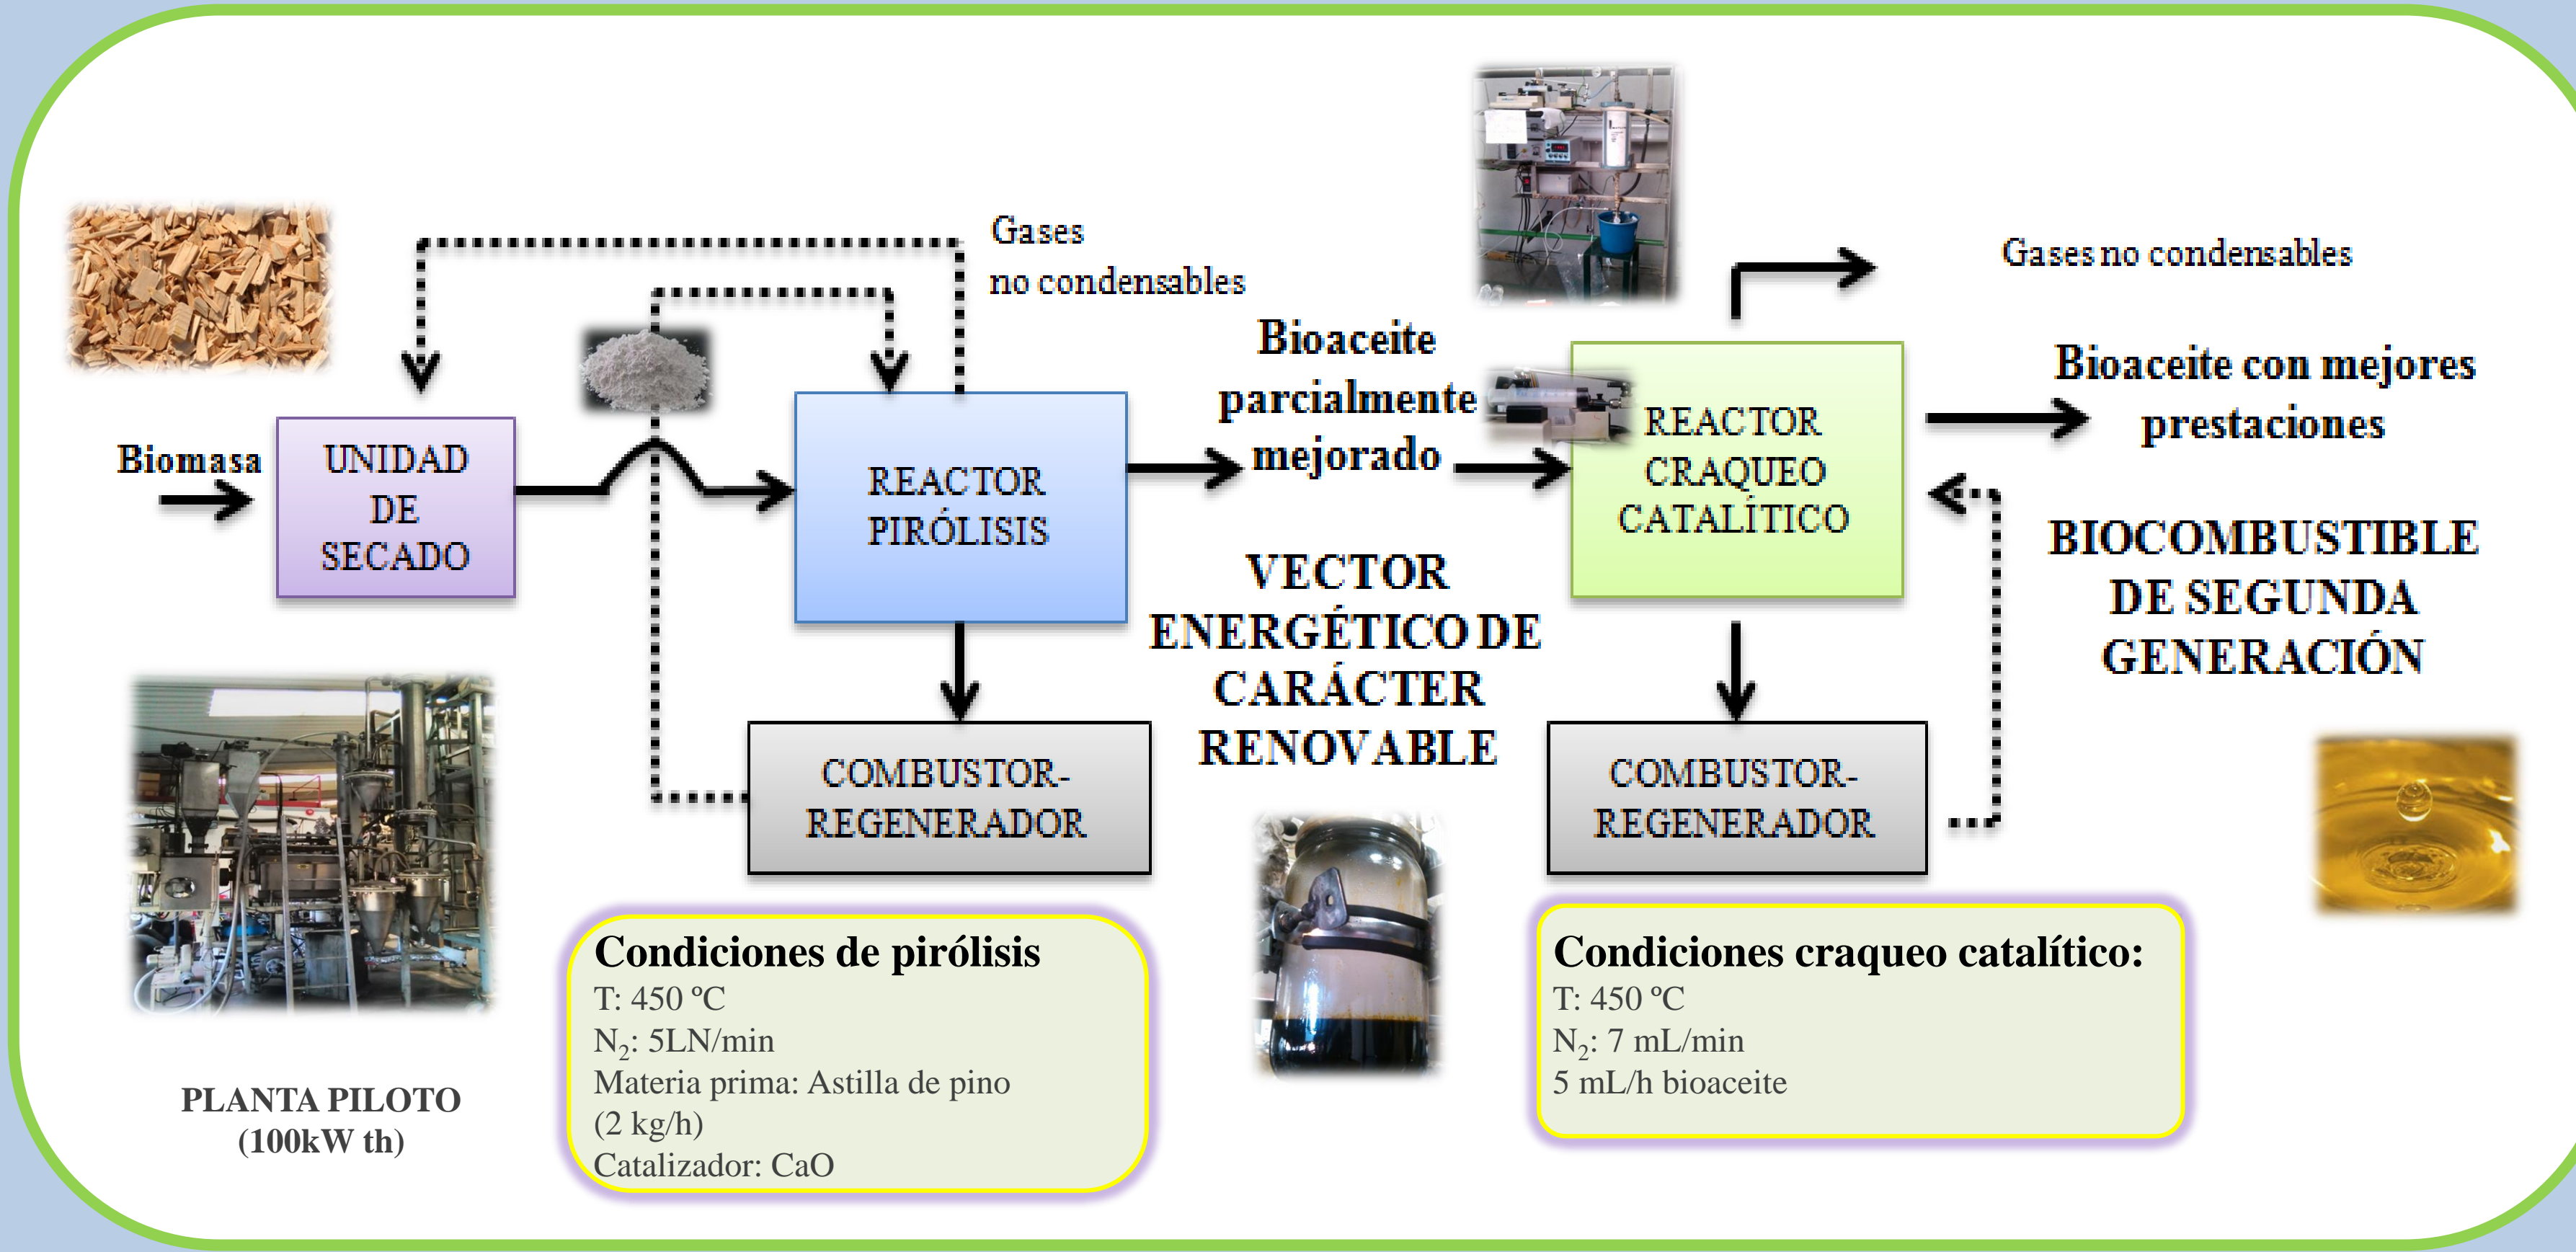 Gases
no condensables
Gases no condensables
Biomasa
UNIDAD
DE
SECADO
REACTOR
PIRÓLISIS
Bioaceite
parcialmente
mejorado
REACTOR
CRAQUEO
CATALÍTICO
Bioaceite con mejores
prestaciones
VECTOR
ENERGÉTICO DE
CARÁCTER
RENOVABLE
BIOCOMBUSTIBLE
DE SEGUNDA
GENERACIÓN
COMBUSTOR-
REGENERADOR
COMBUSTOR-
REGENERADOR
PLANTA PILOTO
(100kW th)
Condiciones de pirólisis
T: 450 ºC
N₂: 5LN/min
Materia prima: Astilla de pino
(2 kg/h)
Catalizador: CaO
Condiciones craqueo catalítico:
T: 450 ºC
N₂: 7 mL/min
5 mL/h bioaceite